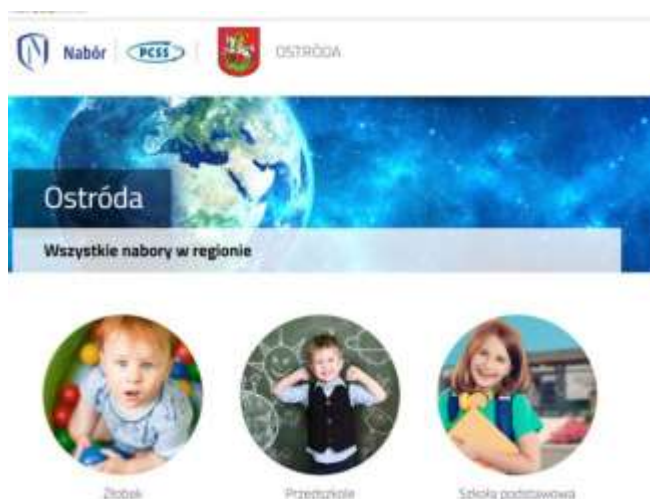 Nabór PCSS OSTRÓDA
Ostróda
Wszystkie nabory w regionie
Żłobek Przedszkole Szkoła podstawowa